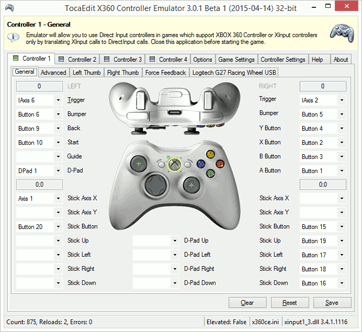 TocaEdit X360 Controller Emulator 3.0.1 Beta 1 (2015-04-14) 32-bit
Controller 1 - General
Emulator will allow you to use Direct Input controllers in games which support XBOX 360 Controller or XInput controllers
only by translating XInput calls to DirectInput calls. Close this application before starting the game.
Controller 1 Controller 2 Controller 3 Controller 4 Options Game Settings Controller Settings Help About
General Advanced Left Thumb Right Thumb Force Feedback Logitech G27 Racing Wheel USB
0 LEFT RIGHT 0
IAxis 6 Trigger Trigger IAxis 2
Button 6 Bumper Bumper Button 5
Button 9 Back Y Button Button 4
Button 10 Start X Button Button 3
Guide B Button Button 2
DPad 1 D-Pad A Button Button 1
0;0 0;0
Axis 1 Stick Axis X Stick Axis X
Stick Axis Y Stick Axis Y
Button 20 Stick Button Stick Button Button 15
Stick Up D-Pad Up Stick Up Button 19
Stick Left D-Pad Left Stick Left Button 17
Stick Right D-Pad Right Stick Right Button 18
Stick Down D-Pad Down Stick Down Button 16
Clear Reset Save
Count: 875, Reloads: 2, Errors: 0 Elevated: False x360ce.ini xinput1_3.dll 3.4.1.1116